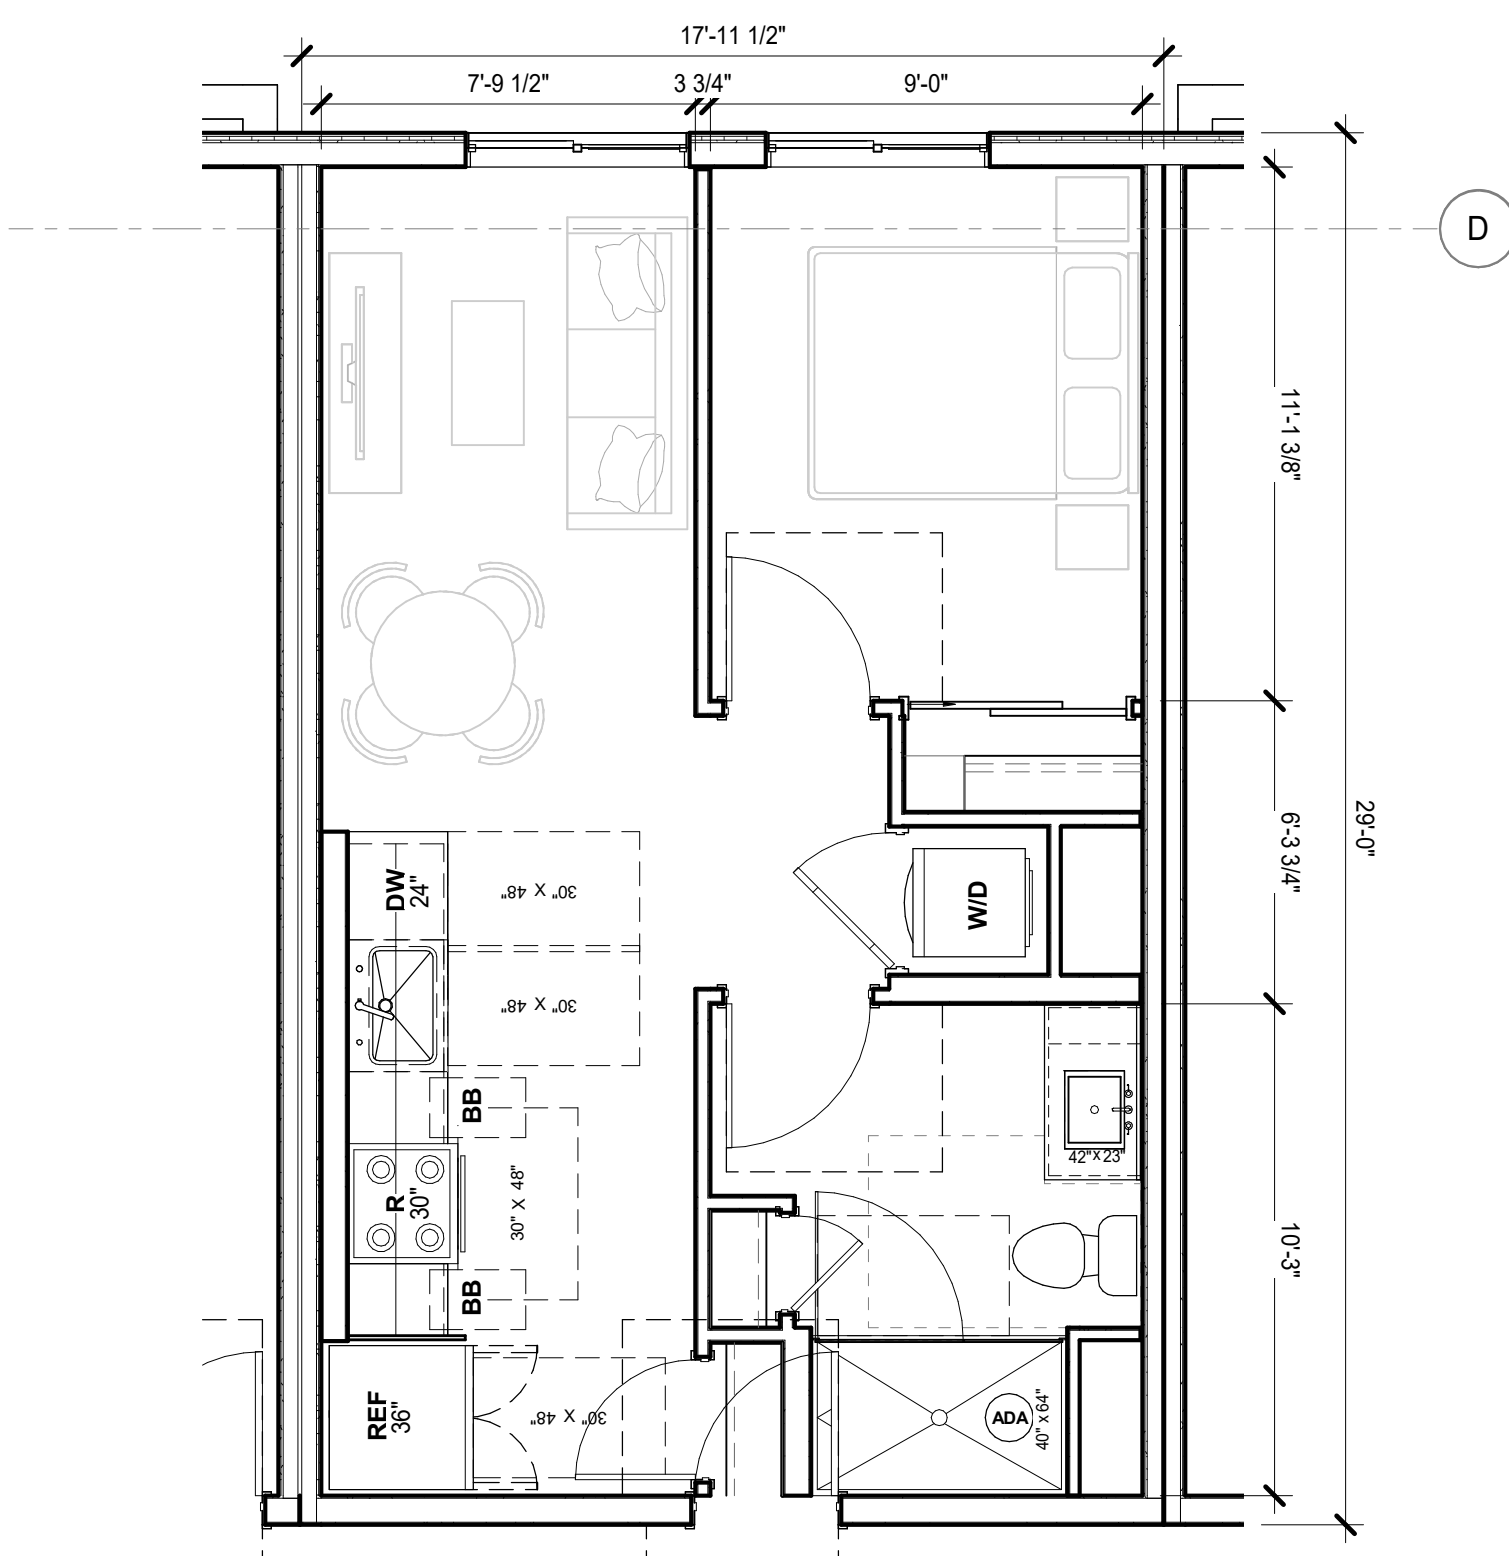 17'-11 1/2"
7'-9 1/2"
3 3/4"
9'-0"
D
11'-1 3/8"
29'-0"
6'-3 3/4"
DW
24"
30" X 48"
W/D
30" X 48"
BB
42"x23"
R
30"
30" X 48"
10'-3"
BB
REF
36"
30" X 48"
ADA
40" x 64"